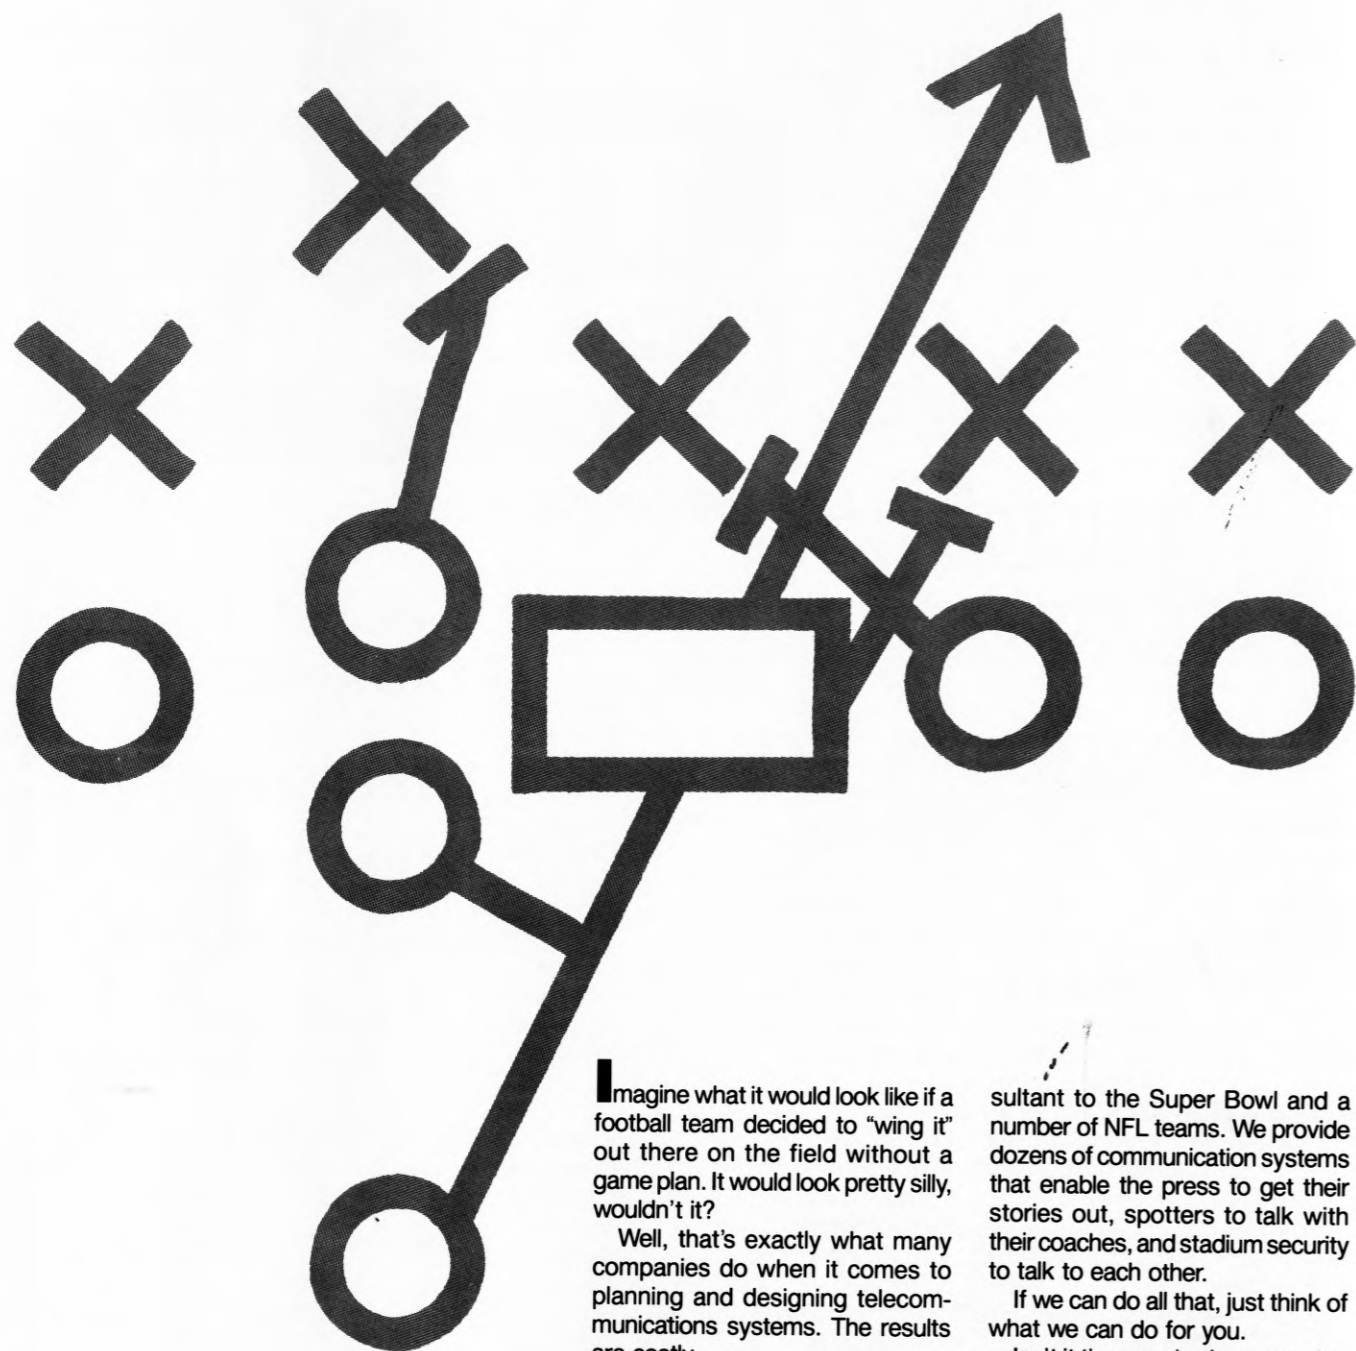 Imagine what it would look like if a
football team decided to "wing it"
out there on the field without a
game plan. It would look pretty silly,
wouldn't it?
Well, that's exactly what many
companies do when it comes to
planning and designing telecom-
munications systems. The results
are costly
sultant to the Super Bowl and a
number of NFL teams. We provide
dozens of communication systems
that enable the press to get their
stories out, spotters to talk with
their coaches, and stadium security
to talk to each other.
If we can do all that, just think of
what we can do for you.